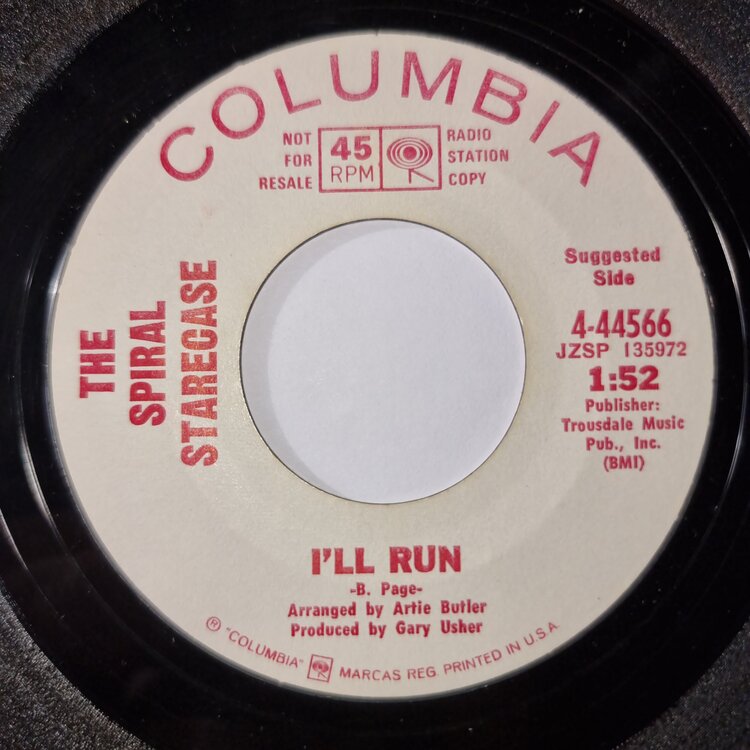 COLUMBIA
NOT
FOR
RESALE
45
RPM
RADIO
STATION
COPY
THE
SPIRAL
STARECASE
Suggested
Side
4-44566
JZSP 135972
1:52
Publisher:
Trousdale Music
Pub., Inc.
(BMI)
I'LL RUN
-B. Page-
Arranged by Artie Butler
Produced by Gary Usher
® "COLUMBIA" MARCAS REG. PRINTED IN U.S.A.